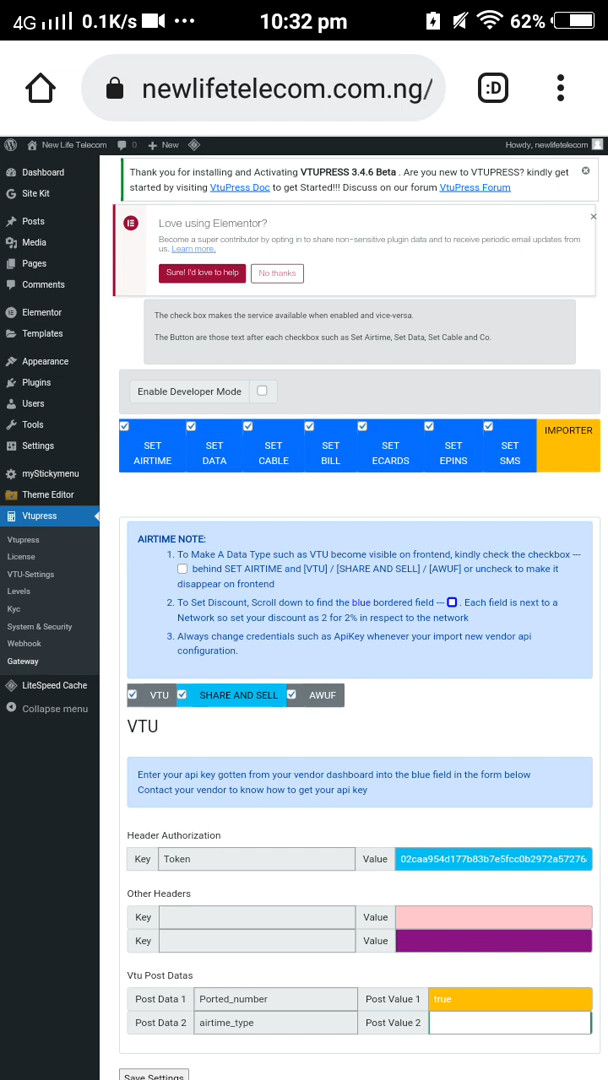 4G 0.1K/s ••• 10:32 pm 62%
newlifetelecom.com.ng/ :D
New Life Telecom 0 + New Howdy, newlifetelecom
Dashboard
Site Kit
Posts
Media
Pages
Comments
Elementor
Templates
Appearance
Plugins
Users
Tools
Settings
myStickymenu
Theme Editor
Vtupress
Vtupress
License
VTU-Settings
Levels
Kyc
System & Security
Webhook
Gateway
LiteSpeed Cache
Collapse menu
Thank you for installing and Activating VTUPRESS 3.4.6 Beta . Are you new to VTUPRESS? kindly get
started by visiting VtuPress Doc to get Started!!! Discuss on our forum VtuPress Forum
Love using Elementor?
Become a super contributor by opting in to share non-sensitive plugin data and to receive periodic email updates from
us. Learn more.
Sure! I'd love to help No thanks
The check box makes the service available when enabled and vice-versa.
The Button are those text after each checkbox such as Set Airtime, Set Data, Set Cable and Co.
Enable Developer Mode
SET AIRTIME
SET DATA
SET CABLE
SET BILL
SET ECARDS
SET EPINS
SET SMS
IMPORTER
AIRTIME NOTE:
1. To Make A Data Type such as VTU become visible on frontend, kindly check the checkbox ---
behind SET AIRTIME and [VTU] / [SHARE AND SELL] / [AWUF] or uncheck to make it
disappear on frontend
2. To Set Discount, Scroll down to find the blue bordered field --- . Each field is next to a
Network so set your discount as 2 for 2% in respect to the network
3. Always change credentials such as ApiKey whenever your import new vendor api
configuration.
VTU SHARE AND SELL AWUF
VTU
Enter your api key gotten from your vendor dashboard into the blue field in the form below
Contact your vendor to know how to get your api key
Header Authorization
Key Token Value 02caa954d177b83b7e5fcc0b2972a57276
Other Headers
Key Value
Key Value
Vtu Post Datas
Post Data 1 Ported_number Post Value 1 true
Post Data 2 airtime_type Post Value 2
Save Settings